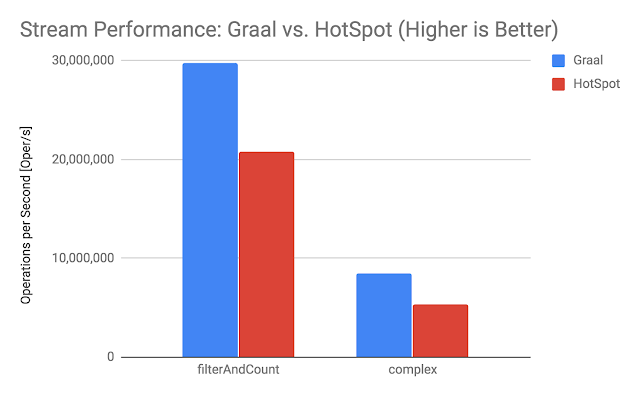 Stream Performance: Graal vs. HotSpot (Higher is Better)
Graal
HotSpot
Operations per Second [Oper/s]
30,000,000
20,000,000
10,000,000
0
filterAndCount
complex